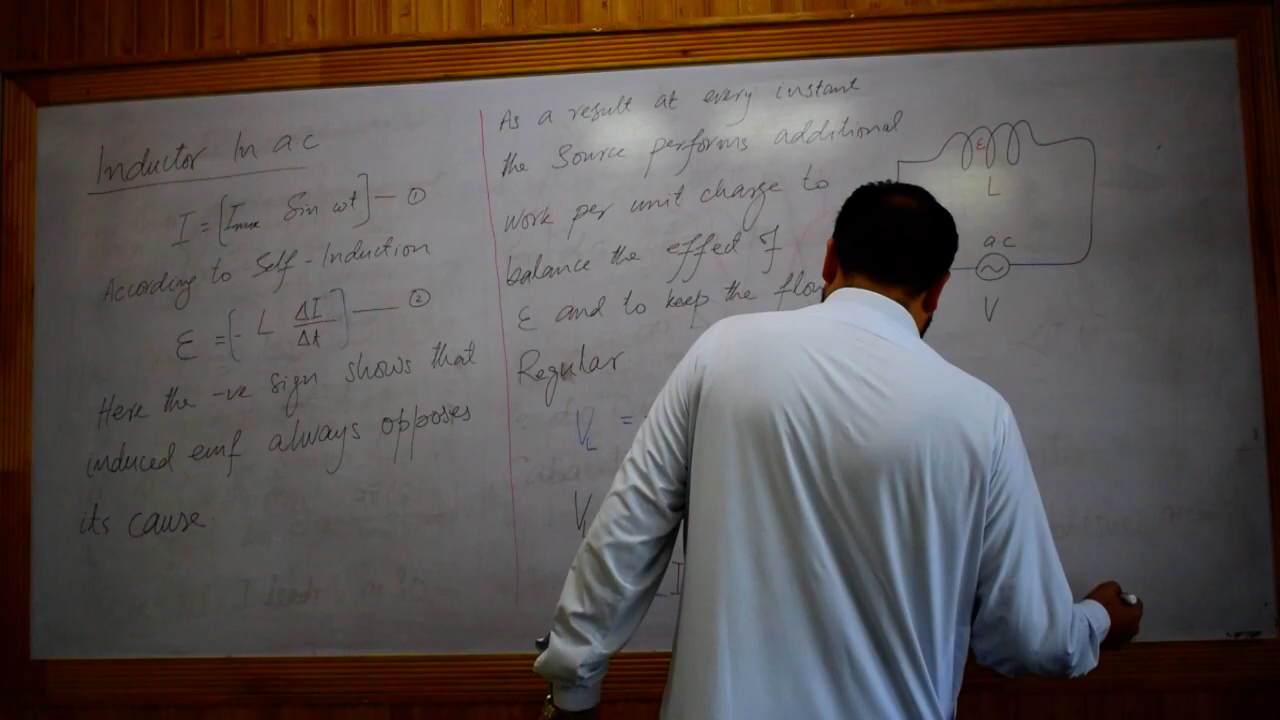 Inductor In ac
I = [Imax Sin ωt] — ①
According to Self-Induction
ε = [- L ΔI/Δt] — ②
Here the -ve sign shows that
induced emf always opposes
its cause.
As a result at every instant
the Source performs additional
work per unit charge to
balance the effect of
ε and to keep the flow
Regular
V_L =
V
I
ε
L
ac
V